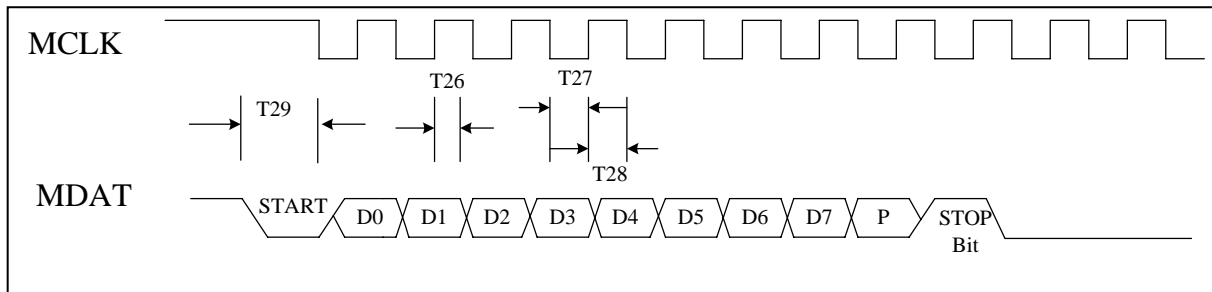 MCLK
T26
T27
T29
T28
MDAT
START D0 D1 D2 D3 D4 D5 D6 D7 P STOP
Bit